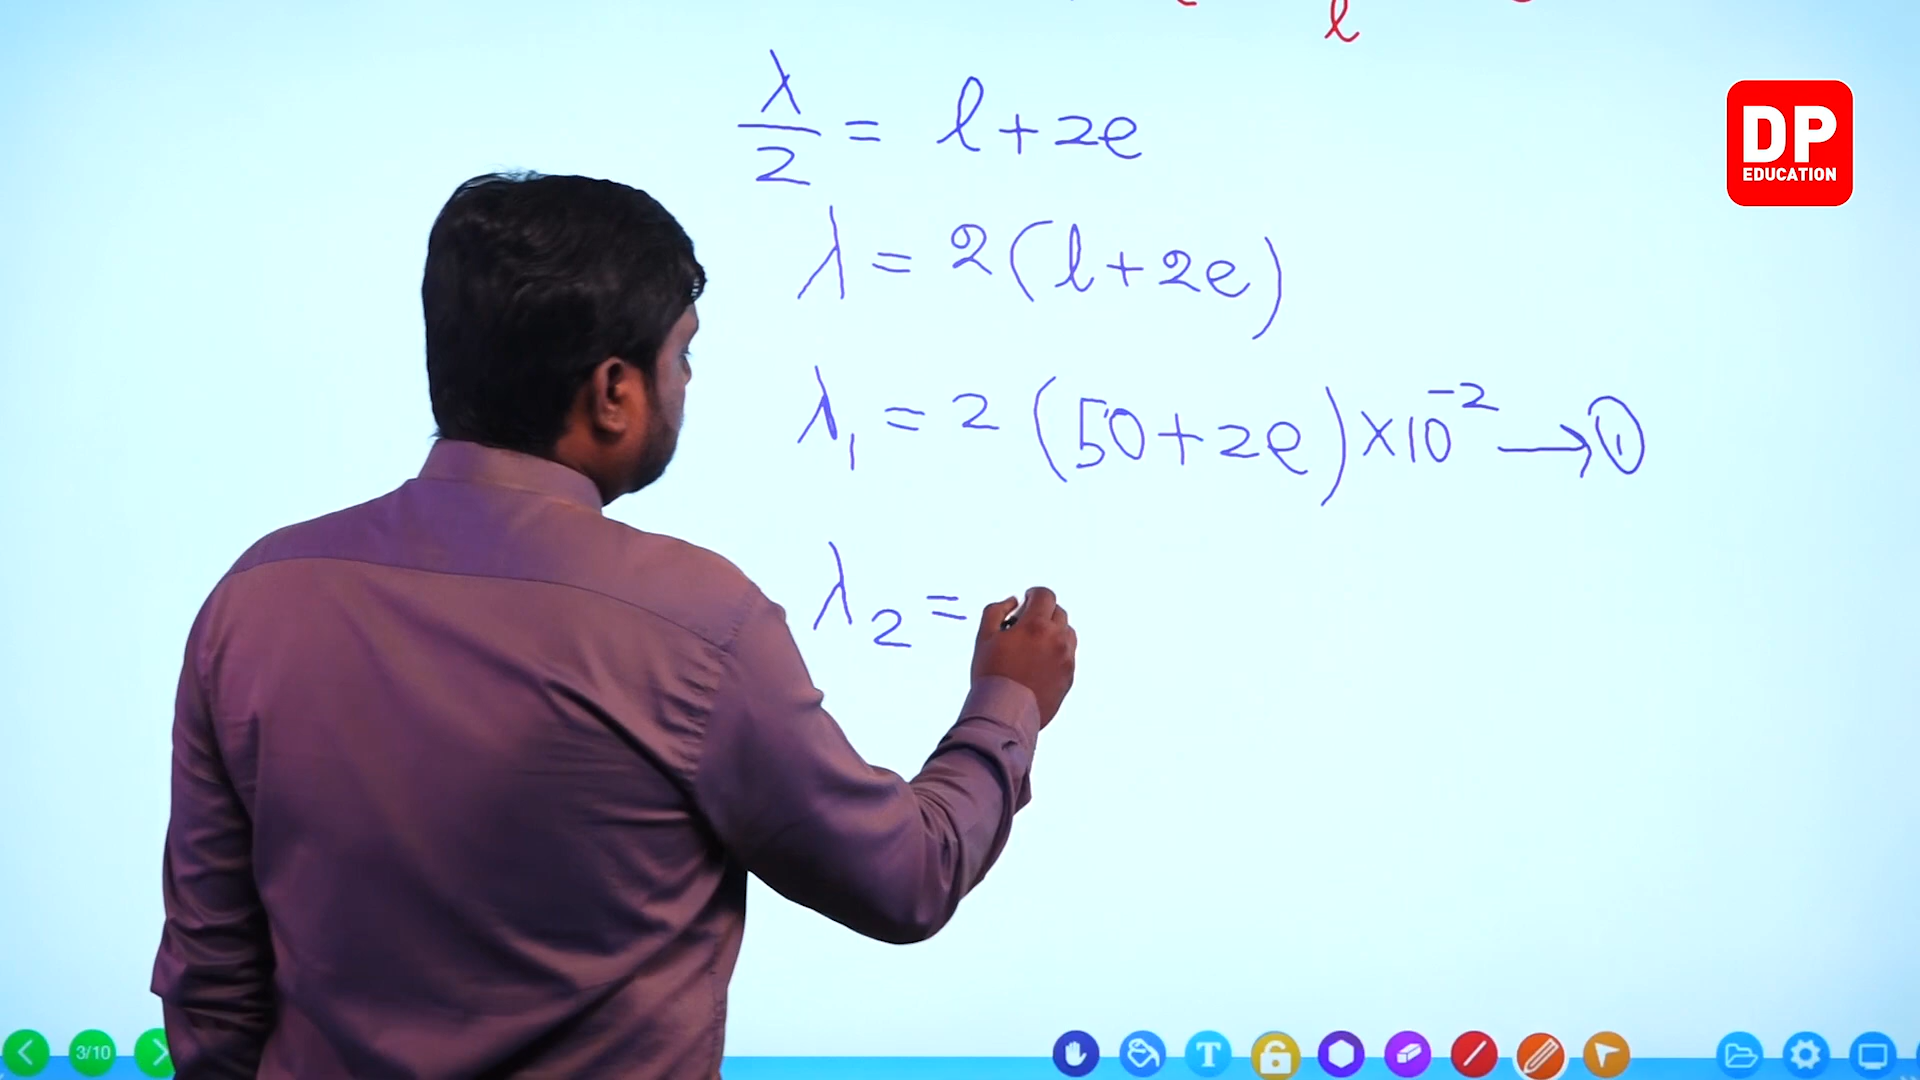 l
λ/2 = l+2e
λ = 2(l+2e)
λ₁ = 2(50+2e)×10⁻² → ①
λ₂ =
DP
EDUCATION
3/10
T